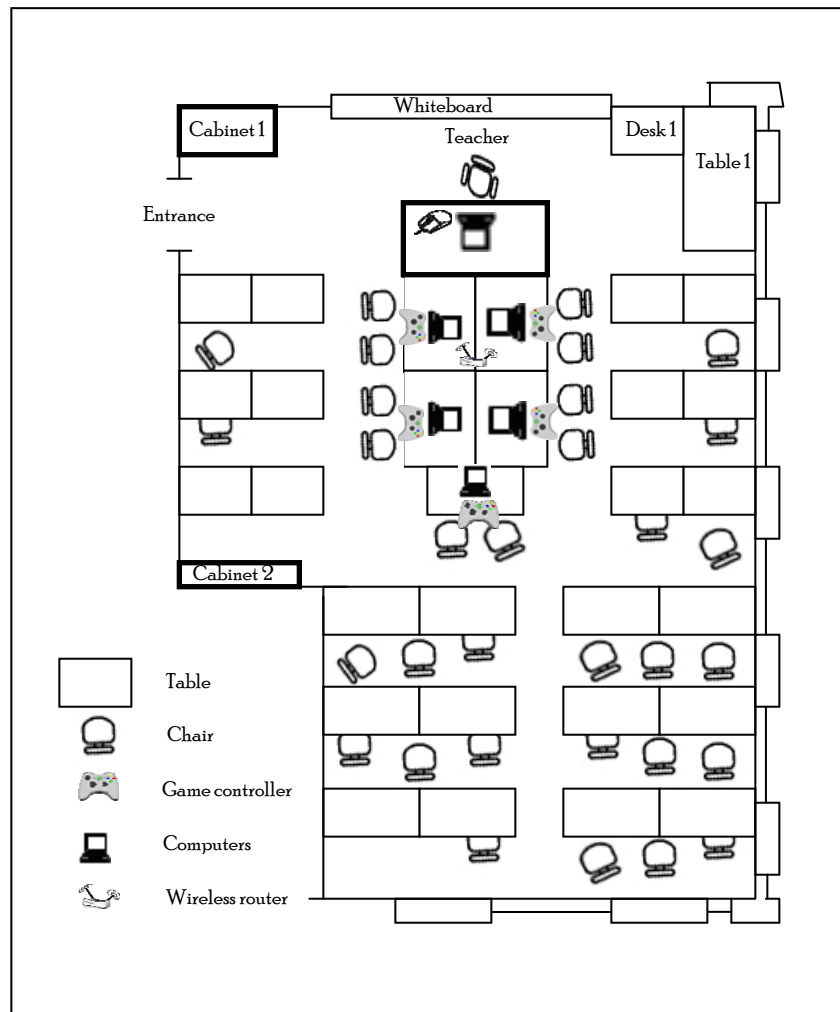 Whiteboard
Cabinet 1
Desk 1
Teacher
Table 1
Entrance
Cabinet 2
Table
Chair
Game controller
Computers
Wireless router